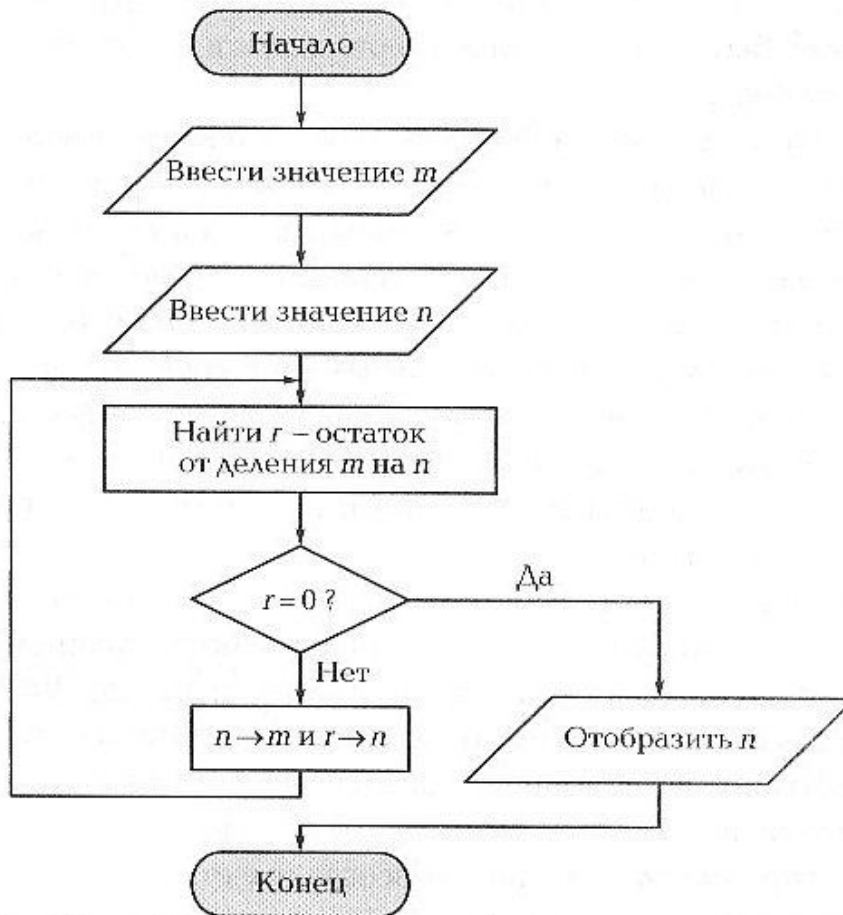 Начало
Ввести значение m
Ввести значение n
Найти r – остаток
от деления m на n
r = 0 ?
Да
Нет
n→m и r→n
Отобразить n
Конец